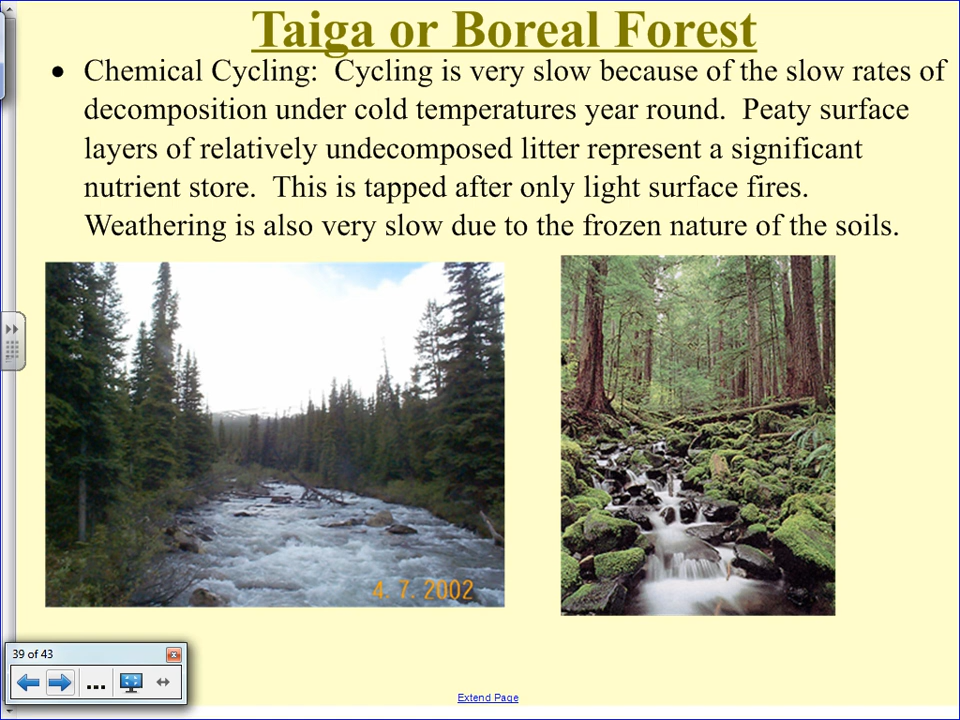 Taiga or Boreal Forest
• Chemical Cycling: Cycling is very slow because of the slow rates of
decomposition under cold temperatures year round. Peaty surface
layers of relatively undecomposed litter represent a significant
nutrient store. This is tapped after only light surface fires.
Weathering is also very slow due to the frozen nature of the soils.
4. 7. 2002
39 of 43
...
Extend Page